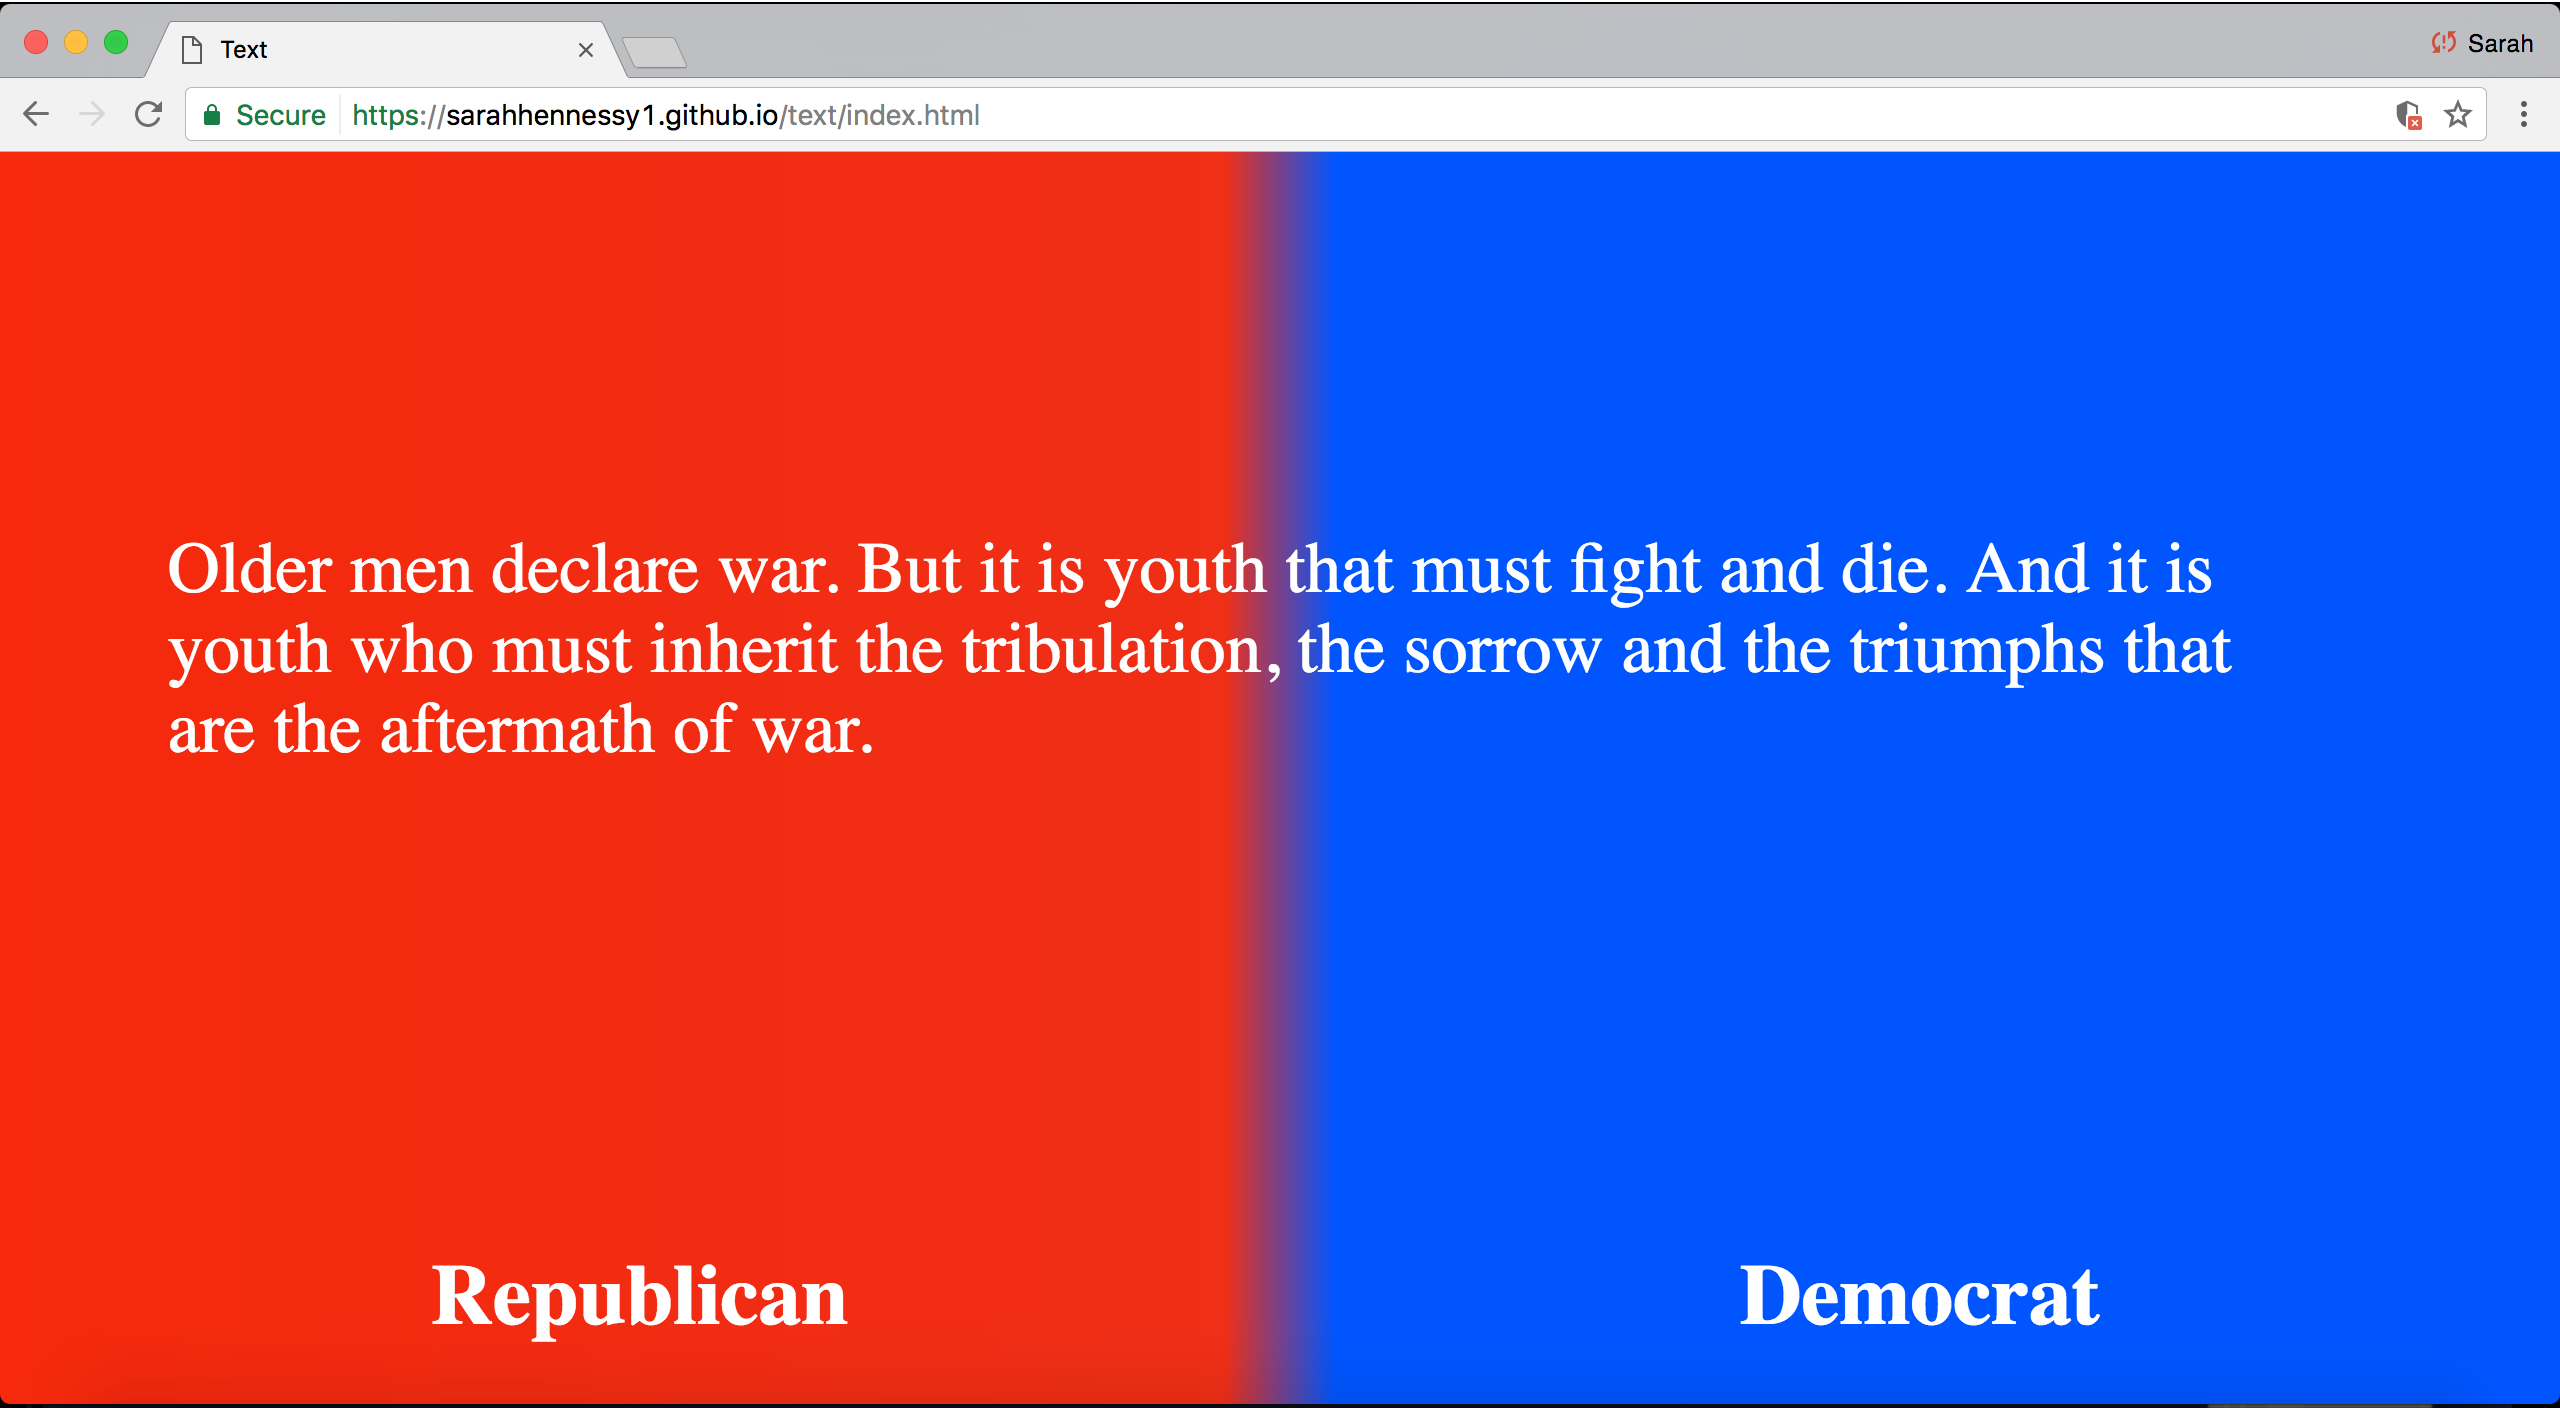 Text
Sarah
Secure
https://sarahhennessy1.github.io/text/index.html
Older men declare war. But it is youth that must fight and die. And it is
youth who must inherit the tribulation, the sorrow and the triumphs that
are the aftermath of war.
Republican
Democrat